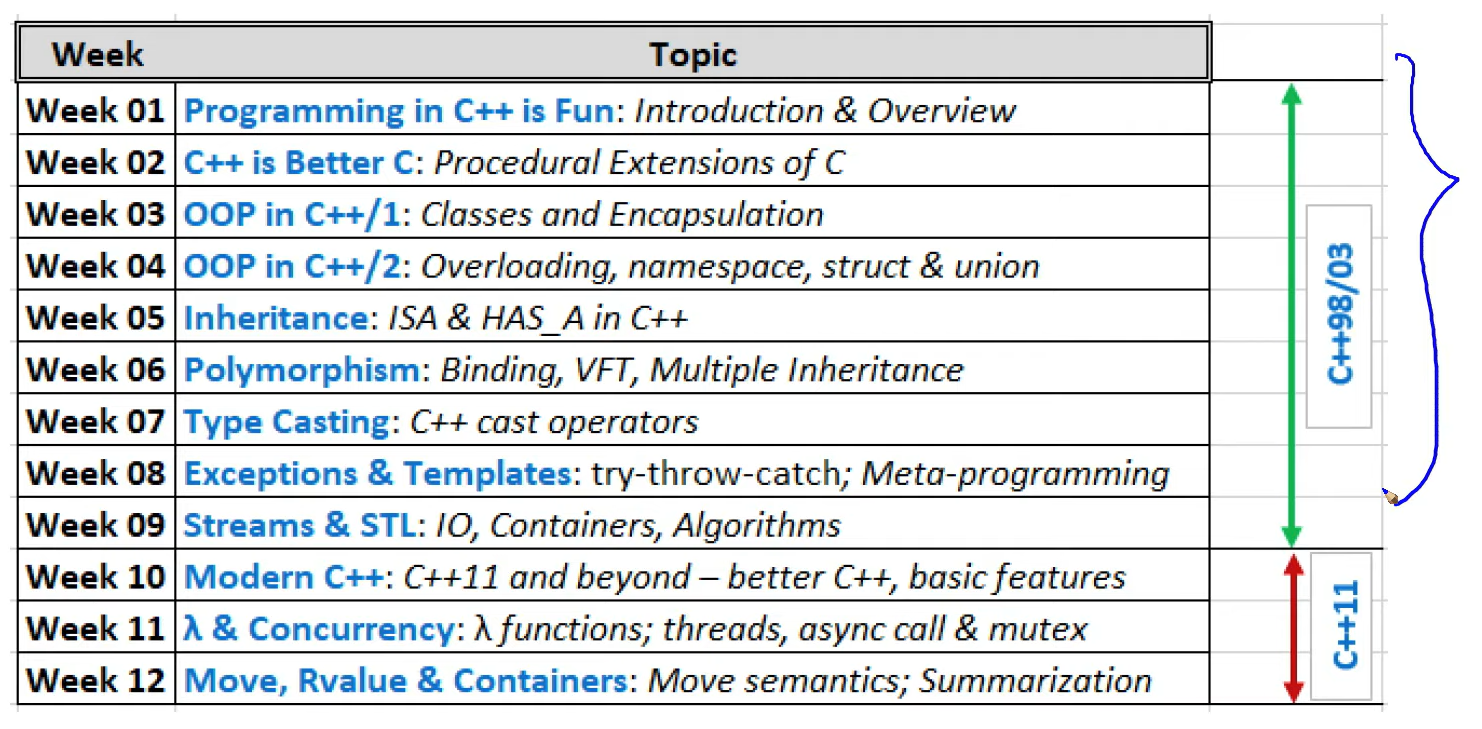 Week Topic
Week 01 Programming in C++ is Fun: Introduction & Overview
Week 02 C++ is Better C: Procedural Extensions of C
Week 03 OOP in C++/1: Classes and Encapsulation
Week 04 OOP in C++/2: Overloading, namespace, struct & union
Week 05 Inheritance: ISA & HAS_A in C++
Week 06 Polymorphism: Binding, VFT, Multiple Inheritance
Week 07 Type Casting: C++ cast operators
Week 08 Exceptions & Templates: try-throw-catch; Meta-programming
Week 09 Streams & STL: IO, Containers, Algorithms
Week 10 Modern C++: C++11 and beyond – better C++, basic features
Week 11 λ & Concurrency: λ functions; threads, async call & mutex
Week 12 Move, Rvalue & Containers: Move semantics; Summarization
C++98/03
C++11